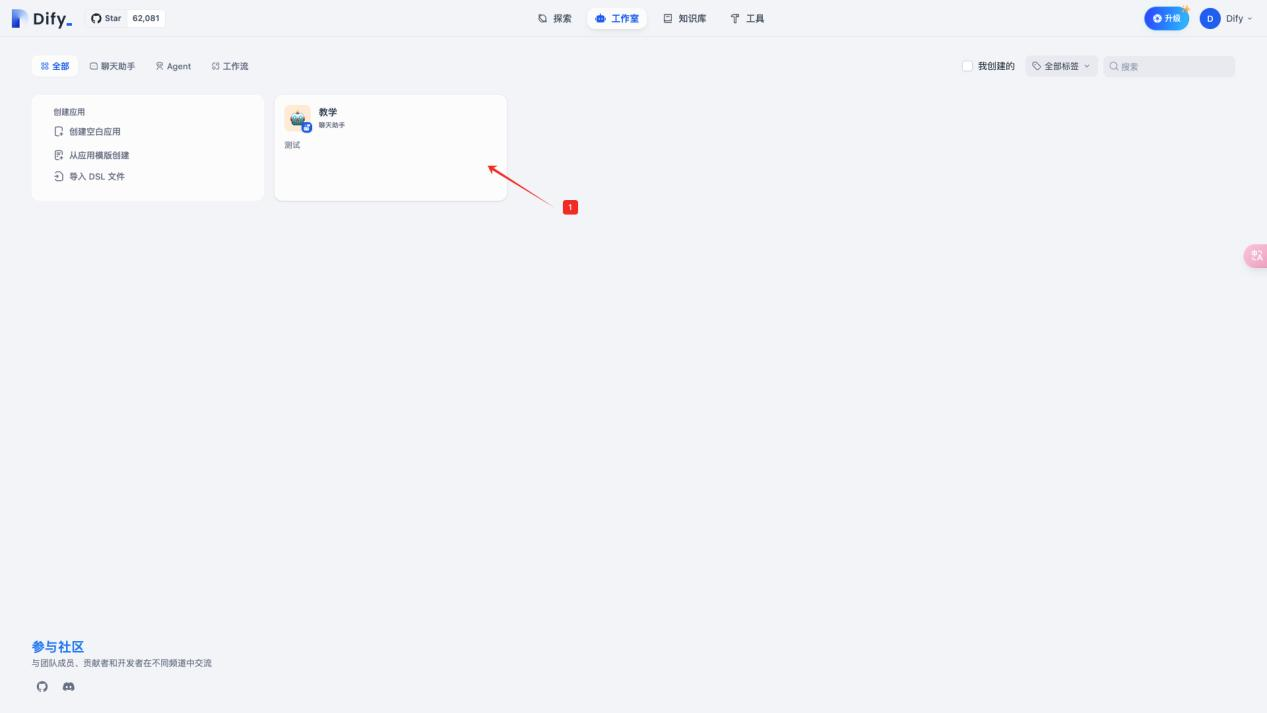 Dify_
Star 62,081
探索
工作室
知识库
工具
升级
D
Dify
全部
聊天助手
Agent
工作流
我创建的
全部标签
搜索
创建应用
创建空白应用
从应用模版创建
导入 DSL 文件
教学
聊天助手
测试
1
参与社区
与团队成员、贡献者和开发者在不同频道中交流